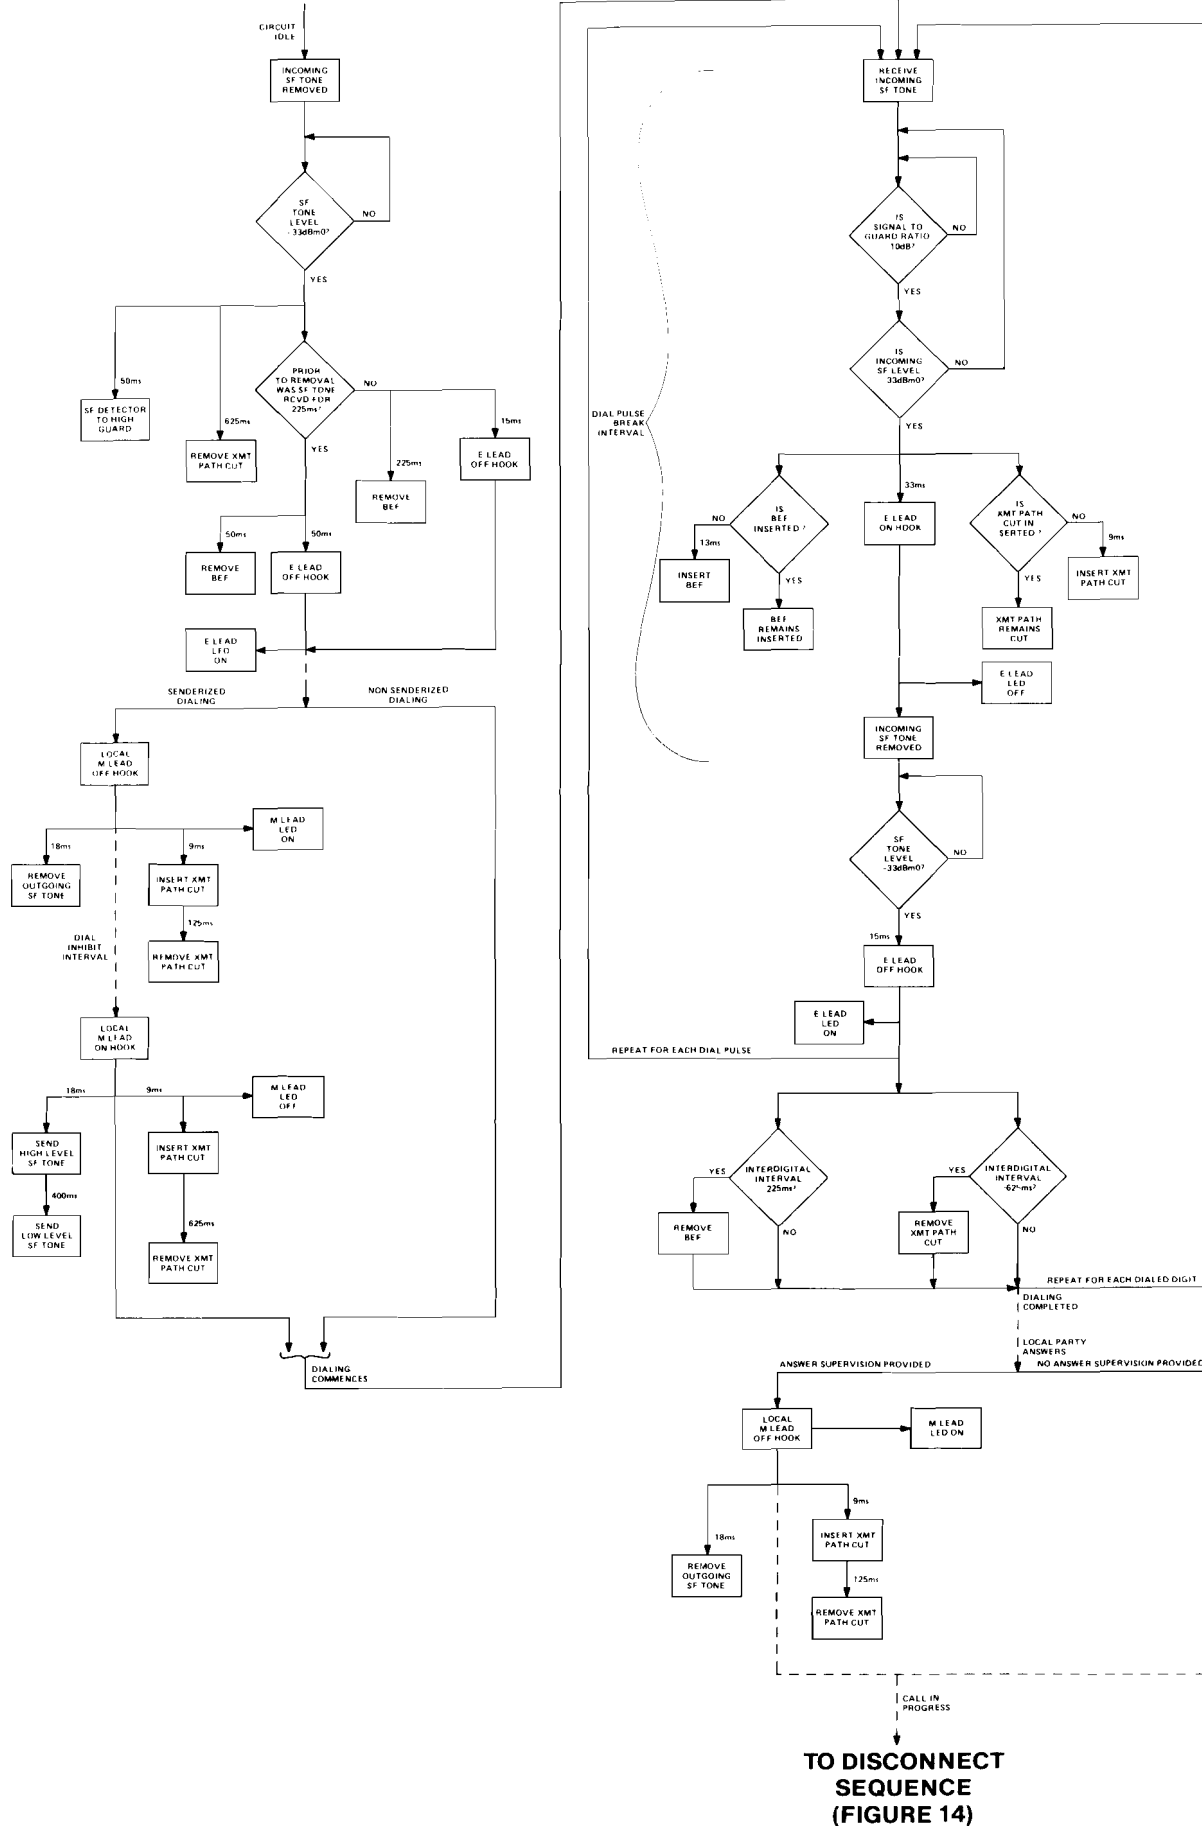 CIRCUIT
IDLE
INCOMING
SF TONE
REMOVED
SF
TONE
LEVEL
-33dBm0?
NO
YES
50ms
SF DETECTOR
TO HIGH
GUARD
625ms
REMOVE XMT
PATH CUT
PRIOR
TO REMOVAL
WAS SF TONE
RCVD FOR
225ms?
NO
YES
225ms
REMOVE
BEF
15ms
E LEAD
OFF HOOK
50ms
REMOVE
BEF
50ms
E LEAD
OFF HOOK
E LEAD
LED
ON
SENDERIZED
DIALING
NON SENDERIZED
DIALING
LOCAL
M LEAD
OFF HOOK
M LEAD
LED
ON
18ms
REMOVE
OUTGOING
SF TONE
9ms
INSERT XMT
PATH CUT
125ms
REMOVE XMT
PATH CUT
DIAL
INHIBIT
INTERVAL
LOCAL
M LEAD
ON HOOK
18ms
9ms
M LEAD
LED
OFF
SEND
HIGH LEVEL
SF TONE
400ms
SEND
LOW LEVEL
SF TONE
INSERT XMT
PATH CUT
625ms
REMOVE XMT
PATH CUT
DIALING
COMMENCES
RECEIVE
INCOMING
SF TONE
IS
SIGNAL TO
GUARD RATIO
10dB?
NO
YES
IS
INCOMING
SF LEVEL
33dBm0?
NO
YES
DIAL PULSE
BREAK
INTERVAL
IS
BEF
INSERTED ?
NO
13ms
INSERT
BEF
YES
BEF
REMAINS
INSERTED
33ms
E LEAD
ON HOOK
IS
XMT PATH
CUT IN
SERTED ?
NO
9ms
INSERT XMT
PATH CUT
YES
XMT PATH
REMAINS
CUT
E LEAD
LED
OFF
INCOMING
SF TONE
REMOVED
SF
TONE
LEVEL
-33dBm0?
NO
YES
15ms
E LEAD
OFF HOOK
E LEAD
LED
ON
REPEAT FOR EACH DIAL PULSE
INTERDIGITAL
INTERVAL
225ms?
YES
REMOVE
BEF
NO
INTERDIGITAL
INTERVAL
YES
REMOVE
XMT PATH
CUT
NO
REPEAT FOR EACH DIALED DIGIT
DIALING
COMPLETED
LOCAL PARTY
ANSWERS
ANSWER SUPERVISION PROVIDED
NO ANSWER SUPERVISION PROVIDED
LOCAL
M LEAD
OFF HOOK
M LEAD
LED ON
18ms
REMOVE
OUTGOING
SF TONE
9ms
INSERT XMT
PATH CUT
125ms
REMOVE XMT
PATH CUT
CALL IN
PROGRESS
TO DISCONNECT
SEQUENCE
(FIGURE 14)